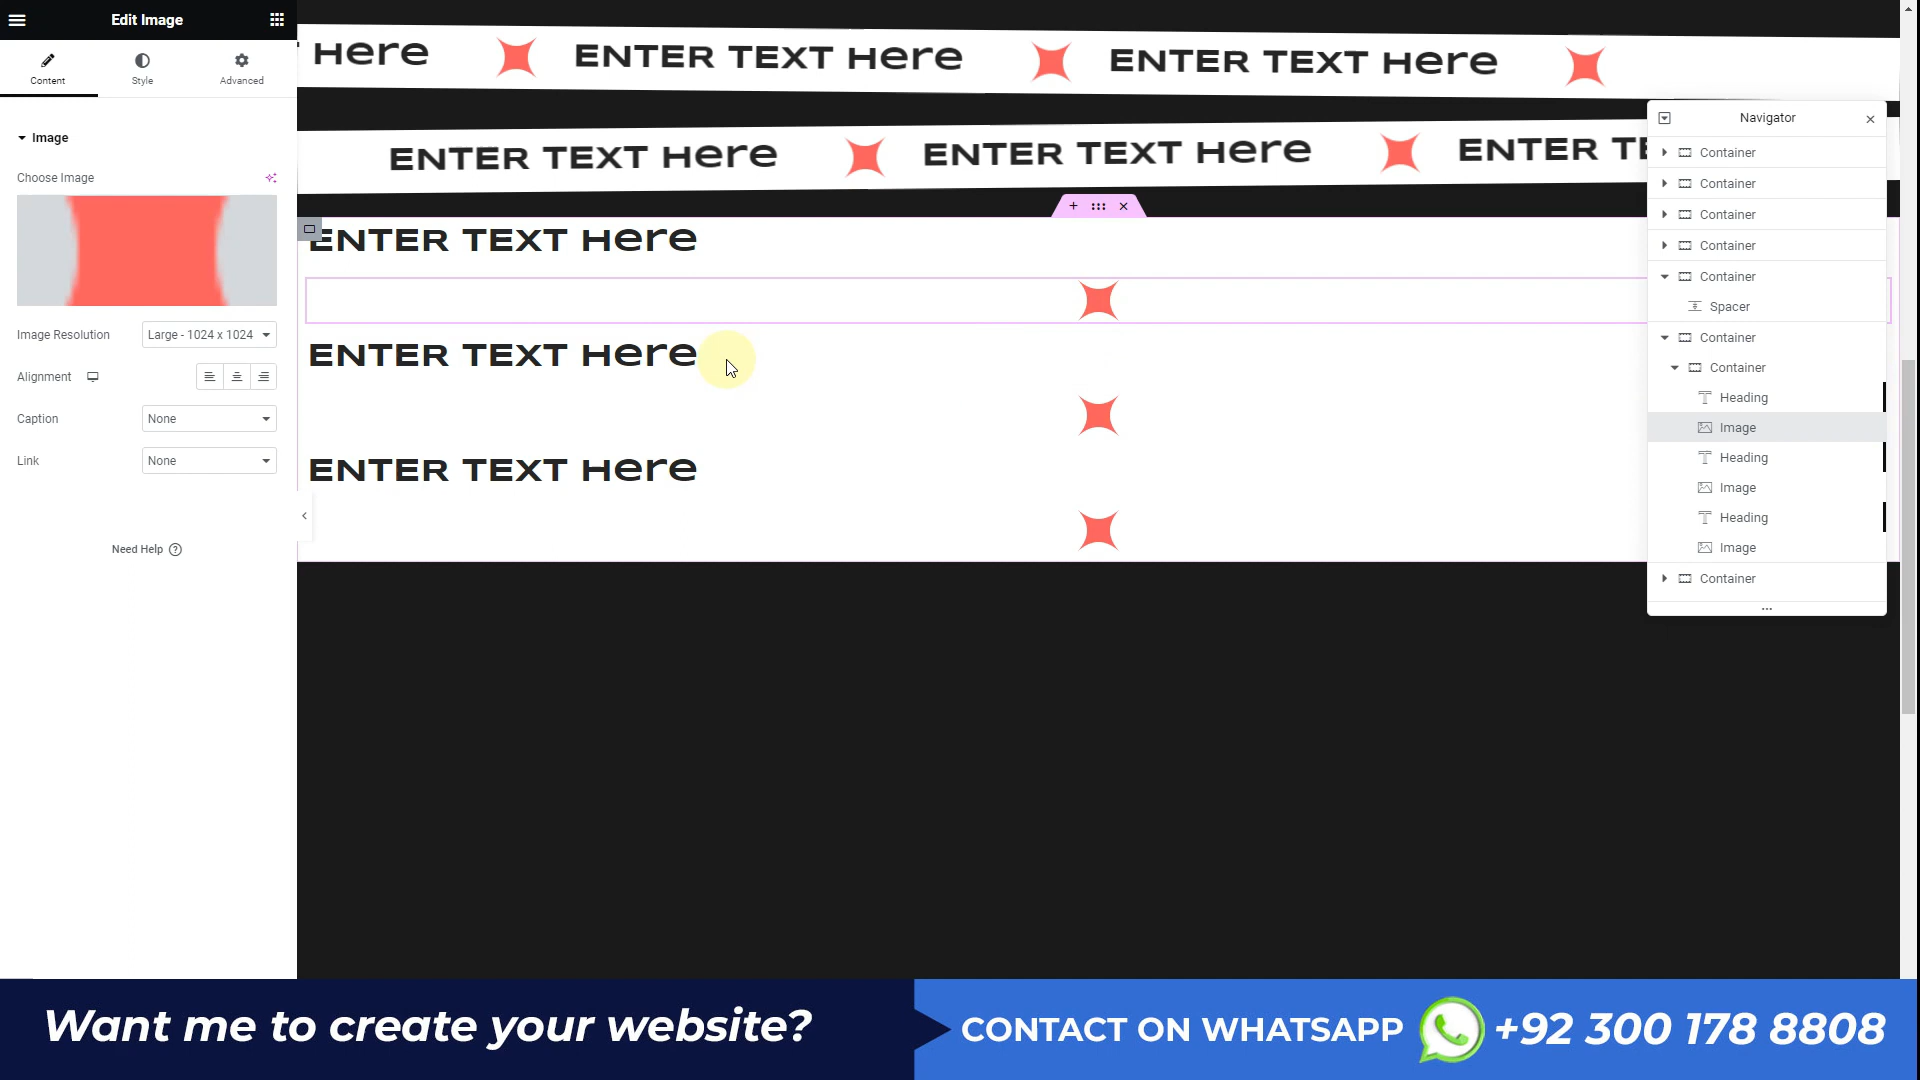 Edit Image
Content
Style
Advanced
Image
Choose Image
Image Resolution
Large - 1024 x 1024
Alignment
Caption
None
Link
None
Need Help ?
Here
ENTER TEXT Here
ENTER TEXT Here
ENTER TEXT Here
ENTER TEXT Here
ENTER TE
ENTER TEXT Here
ENTER TEXT Here
ENTER TEXT Here
Navigator
Container
Container
Container
Container
Container
Spacer
Container
Container
Heading
Image
Heading
Image
Heading
Image
Container
Want me to create your website?
CONTACT ON WHATSAPP
+92 300 178 8808